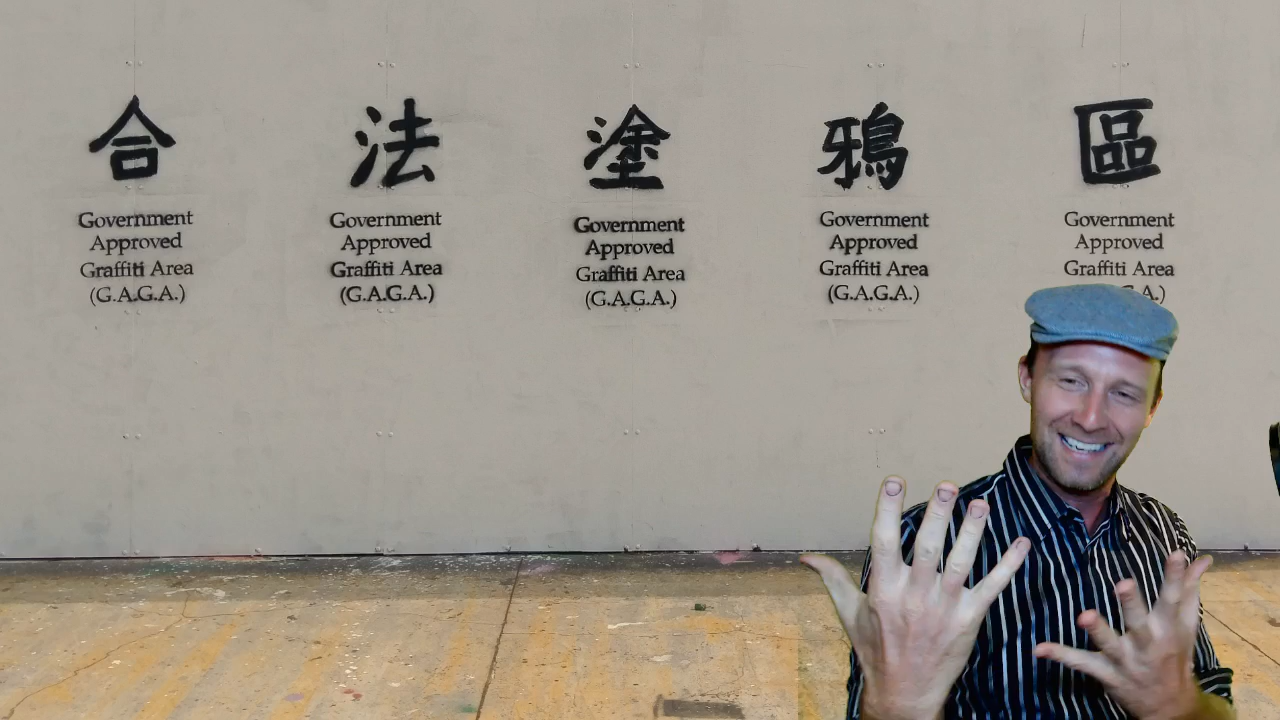 合 法 塗 鴉 區
Government
Approved
Graffiti Area
(G.A.G.A.)
Government
Approved
Graffiti Area
(G.A.G.A.)
Government
Approved
Graffiti Area
(G.A.G.A.)
Government
Approved
Graffiti Area
(G.A.G.A.)
Government
Approved
Graffiti Area